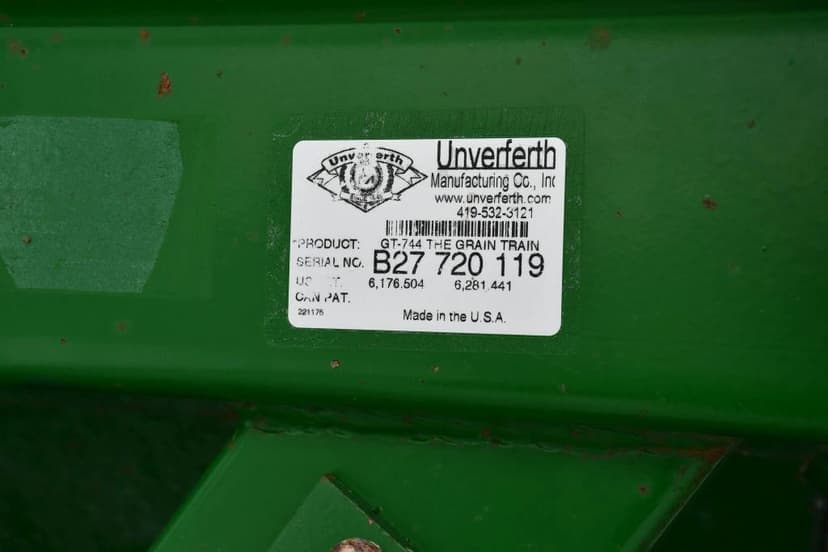 Unverferth
Unverferth
Manufacturing Co., Inc
www.unverferth.com
419-532-3121
PRODUCT: GT-744 THE GRAIN TRAIN
SERIAL NO. B27 720 119
6,176.504 6,281,441
CAN PAT.
221175
Made in the U.S.A.